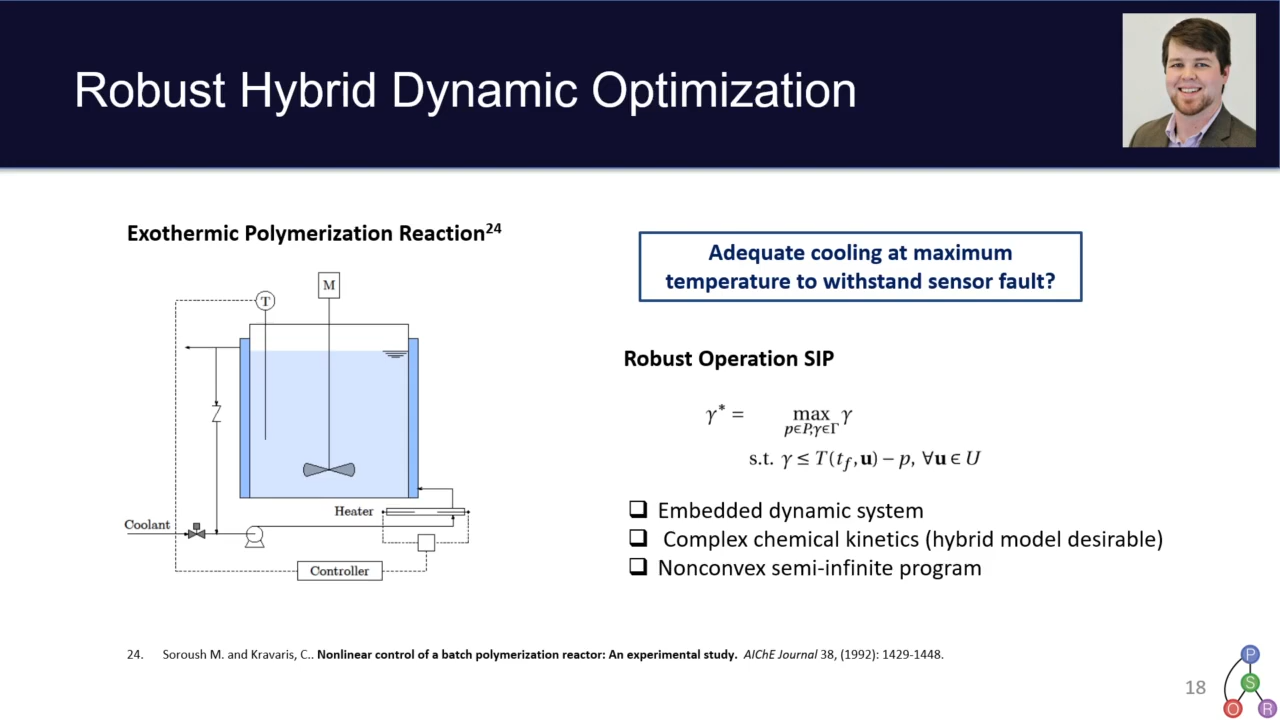 Robust Hybrid Dynamic Optimization
Exothermic Polymerization Reaction24
M
T
Heater
Coolant
Controller
Adequate cooling at maximum
temperature to withstand sensor fault?
Robust Operation SIP
γ* = max γ
p∈P,γ∈Γ
s.t. γ ≤ T(tf, u) − p, ∀u ∈ U
❑ Embedded dynamic system
❑ Complex chemical kinetics (hybrid model desirable)
❑ Nonconvex semi-infinite program
24. Soroush M. and Kravaris, C.. Nonlinear control of a batch polymerization reactor: An experimental study. AIChE Journal 38, (1992): 1429-1448.
18
P
S
O R